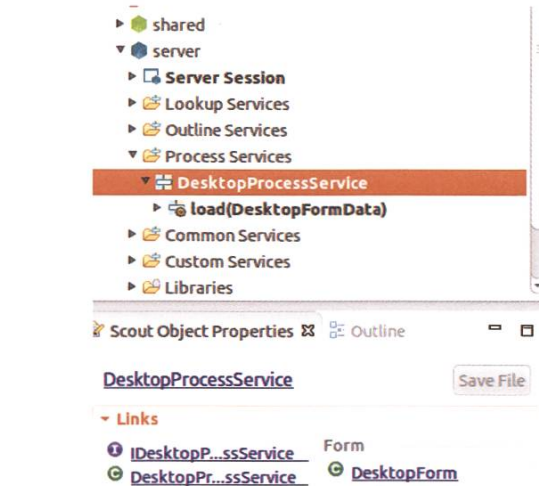 shared
server
Server Session
Lookup Services
Outline Services
Process Services
DesktopProcessService
load(DesktopFormData)
Common Services
Custom Services
Libraries
Scout Object Properties Outline
DesktopProcessService Save File
Links
IDesktopP...ssService Form
DesktopPr...ssService DesktopForm